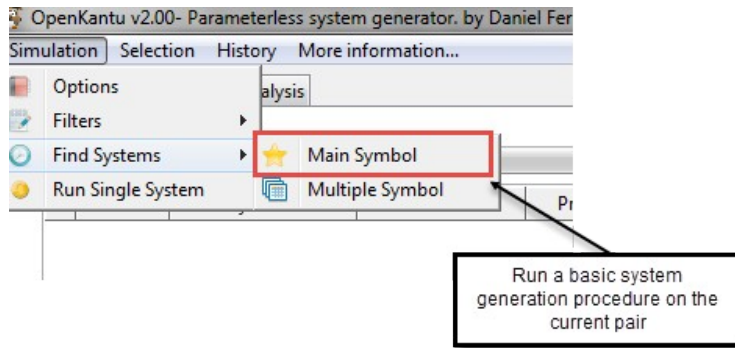 OpenKantu v2.00- Parameterless system generator. by Daniel Fer
Simulation Selection History More information...
Options
alysis
Filters
Find Systems
Main Symbol
Run Single System
Multiple Symbol
Pr
Run a basic system
generation procedure on the
current pair